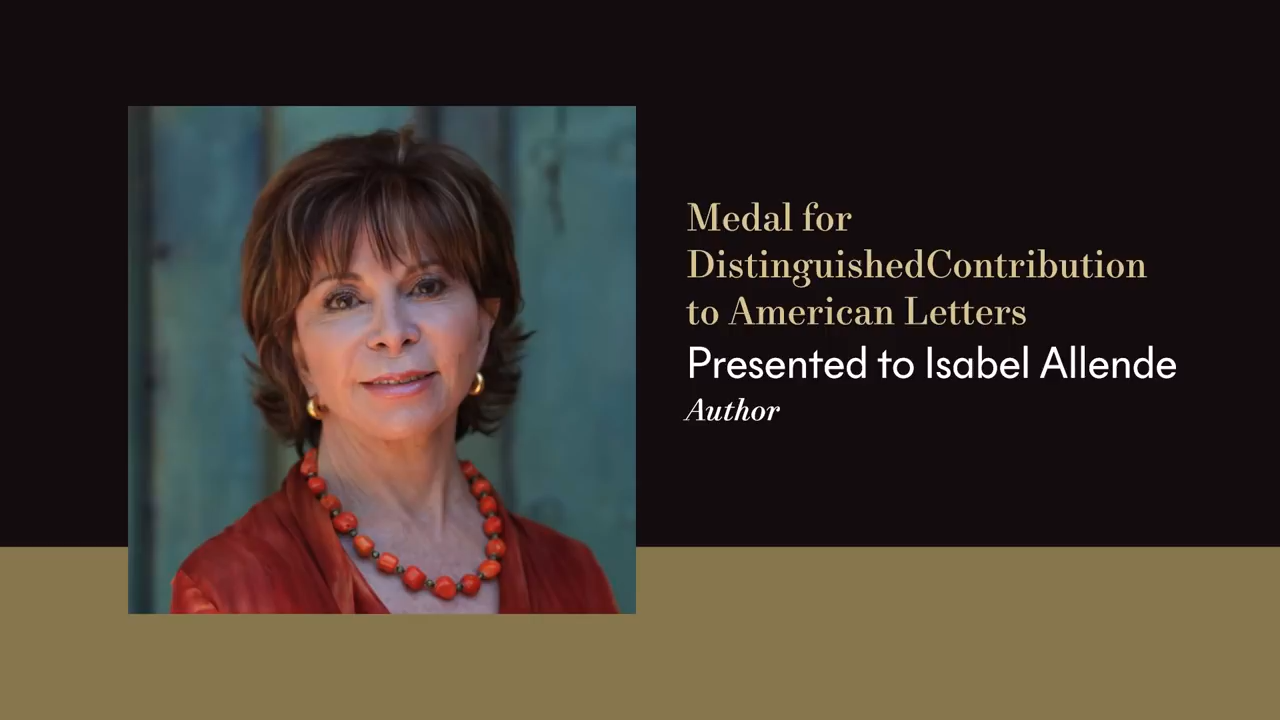 Medal for
DistinguishedContribution
to American Letters
Presented to Isabel Allende
Author